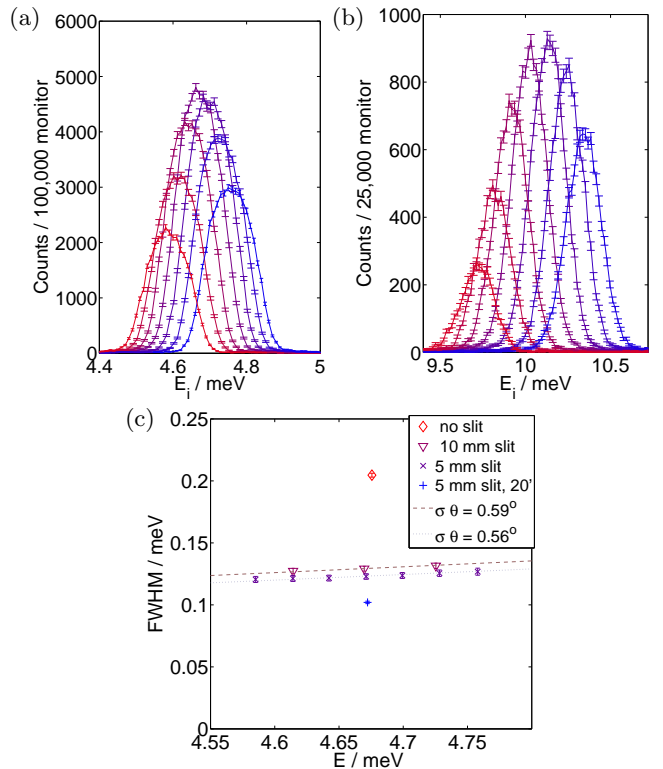 (a)
6000
5000
4000
3000
2000
1000
0
Counts / 100,000 monitor
4.4
4.6
4.8
5
E_i / meV
(b)
1000
800
600
400
200
0
Counts / 25,000 monitor
9.5
10
10.5
E_i / meV
(c)
0.25
0.2
0.15
0.1
0.05
0
FWHM / meV
4.55
4.6
4.65
4.7
4.75
E / meV
no slit
10 mm slit
5 mm slit
5 mm slit, 20'
σ θ = 0.59°
σ θ = 0.56°